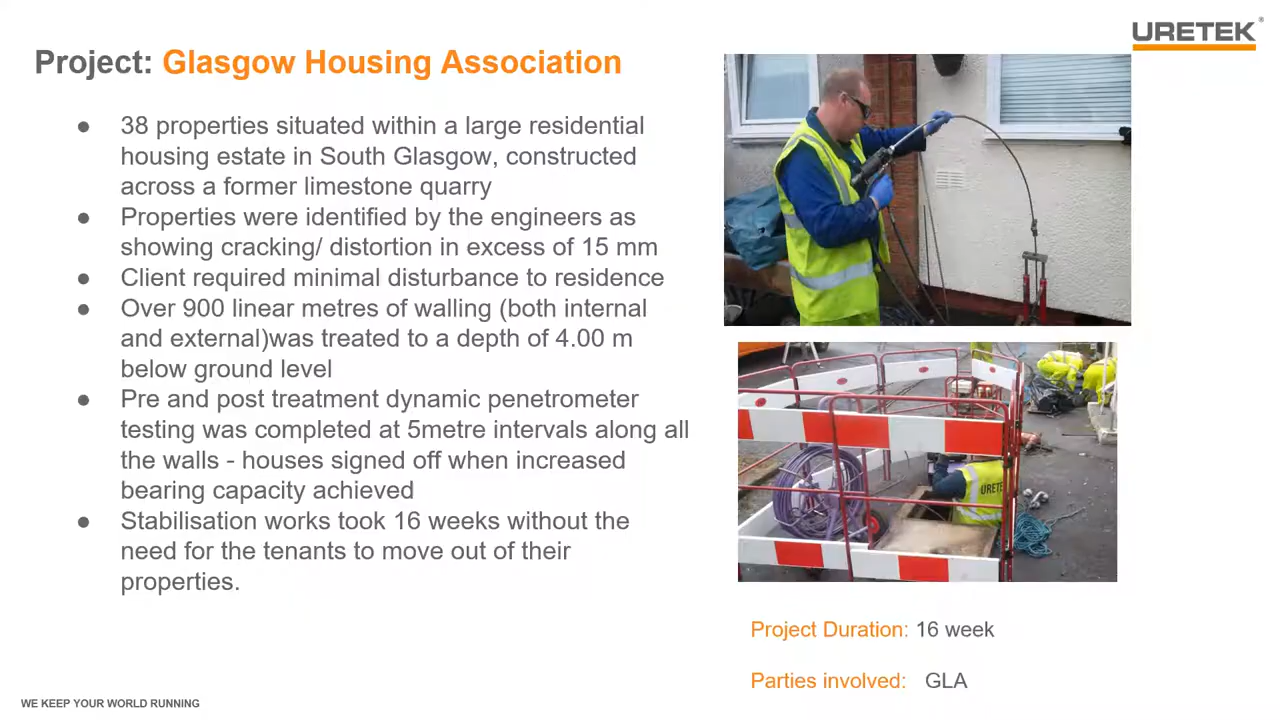 URETEK®
Project: Glasgow Housing Association
● 38 properties situated within a large residential
housing estate in South Glasgow, constructed
across a former limestone quarry
● Properties were identified by the engineers as
showing cracking/ distortion in excess of 15 mm
● Client required minimal disturbance to residence
● Over 900 linear metres of walling (both internal
and external)was treated to a depth of 4.00 m
below ground level
● Pre and post treatment dynamic penetrometer
testing was completed at 5metre intervals along all
the walls - houses signed off when increased
bearing capacity achieved
● Stabilisation works took 16 weeks without the
need for the tenants to move out of their
properties.
URETEK
Project Duration: 16 week
Parties involved: GLA
WE KEEP YOUR WORLD RUNNING